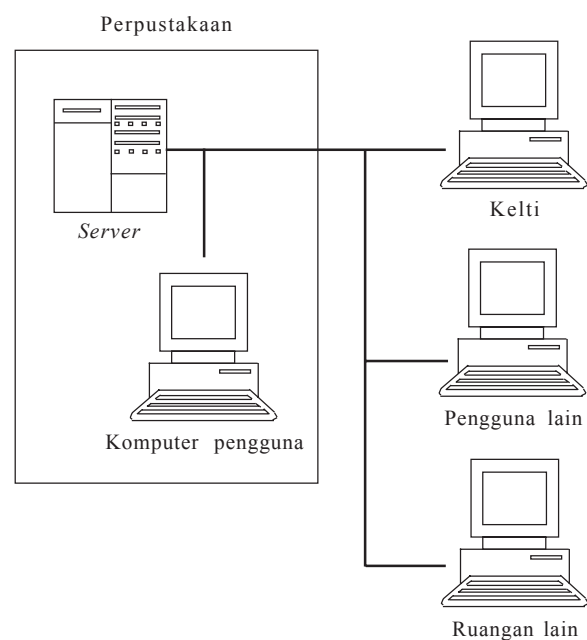 Perpustakaan
Server
Kelti
Komputer pengguna
Pengguna lain
Ruangan lain